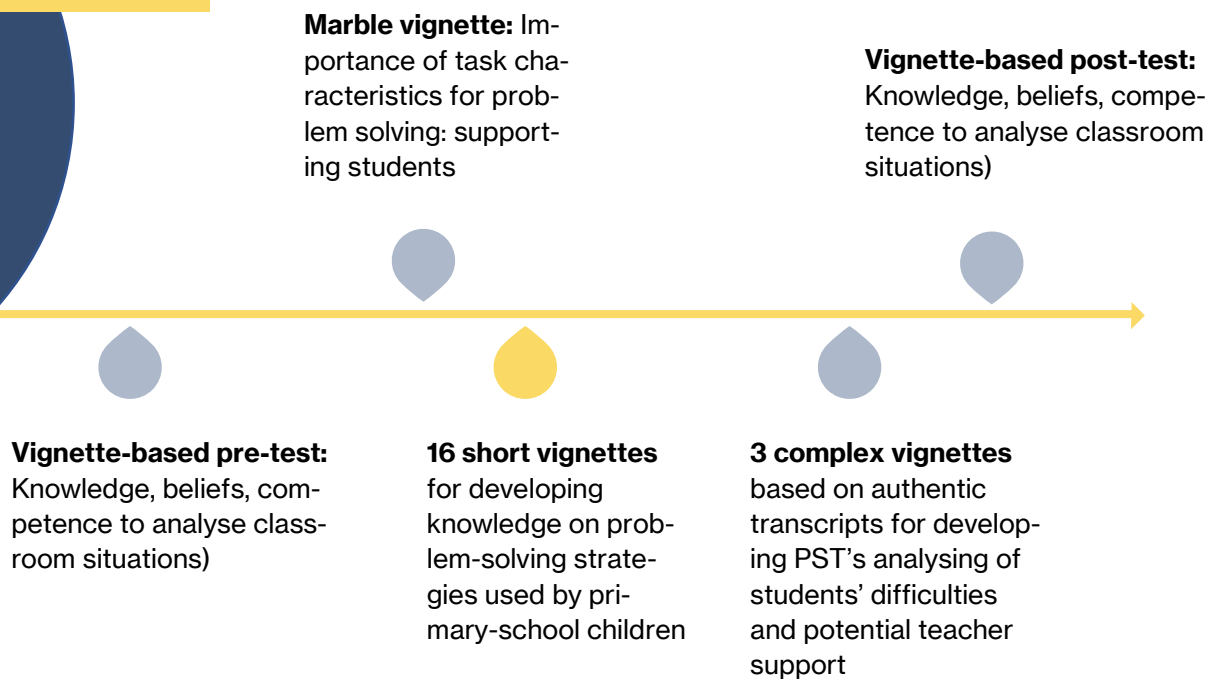 Marble vignette: Im-
portance of task cha-
racteristics for prob-
lem solving: support-
ing students
Vignette-based post-test:
Knowledge, beliefs, compe-
tence to analyse classroom
situations)
Vignette-based pre-test:
Knowledge, beliefs, com-
petence to analyse class-
room situations)
16 short vignettes
for developing
knowledge on prob-
lem-solving strate-
gies used by pri-
mary-school children
3 complex vignettes
based on authentic
transcripts for develop-
ing PST’s analysing of
students’ difficulties
and potential teacher
support